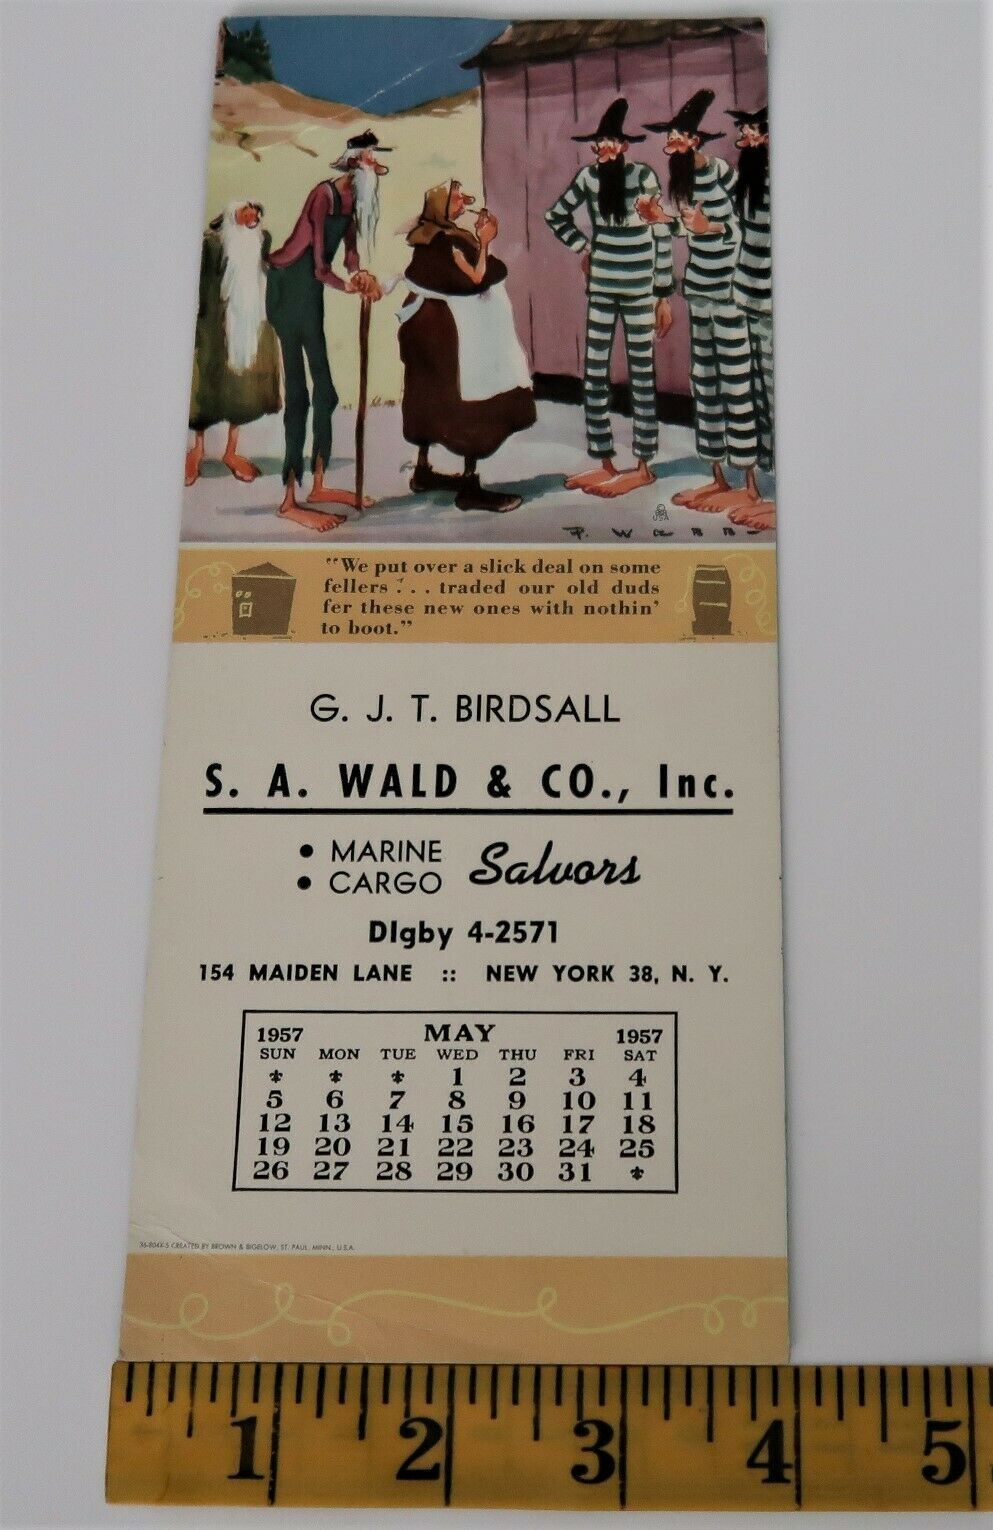 P. WEBB
"We put over a slick deal on some
fellers . . . traded our old duds
fer these new ones with nothin'
to boot."
G. J. T. BIRDSALL
S. A. WALD & CO., Inc.
• MARINE
• CARGO
Salvors
DIgby 4-2571
154 MAIDEN LANE :: NEW YORK 38, N. Y.
1957 MAY 1957
SUN MON TUE WED THU FRI SAT
1 2 3 4
5 6 7 8 9 10 11
12 13 14 15 16 17 18
19 20 21 22 23 24 25
26 27 28 29 30 31
CREATED BY BROWN & BIGELOW, ST. PAUL, MINN., U.S.A.
1 2 3 4 5